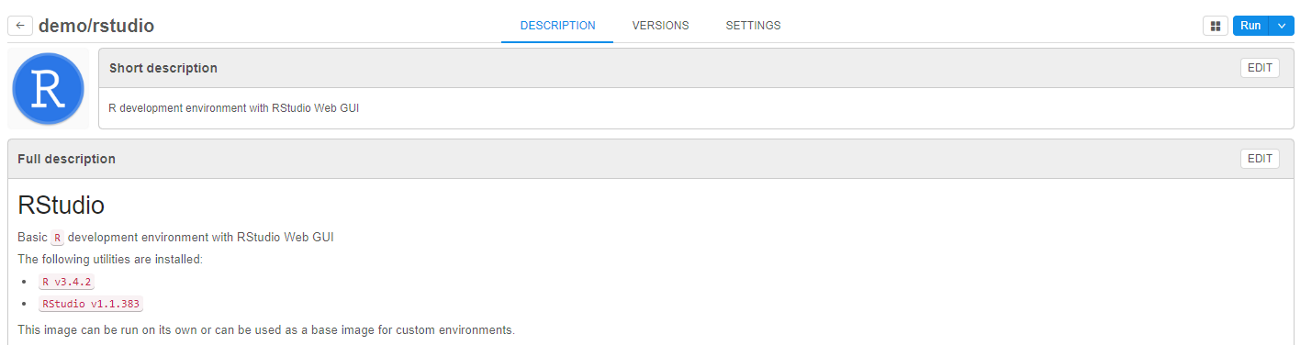 demo/rstudio DESCRIPTION VERSIONS SETTINGS Run
R
Short description EDIT
R development environment with RStudio Web GUI
Full description EDIT
RStudio
Basic R development environment with RStudio Web GUI
The following utilities are installed:
• R v3.4.2
• RStudio v1.1.383
This image can be run on its own or can be used as a base image for custom environments.